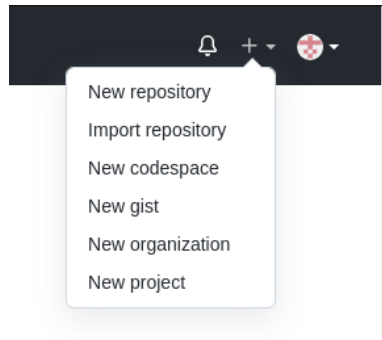 New repository
Import repository
New codespace
New gist
New organization
New project